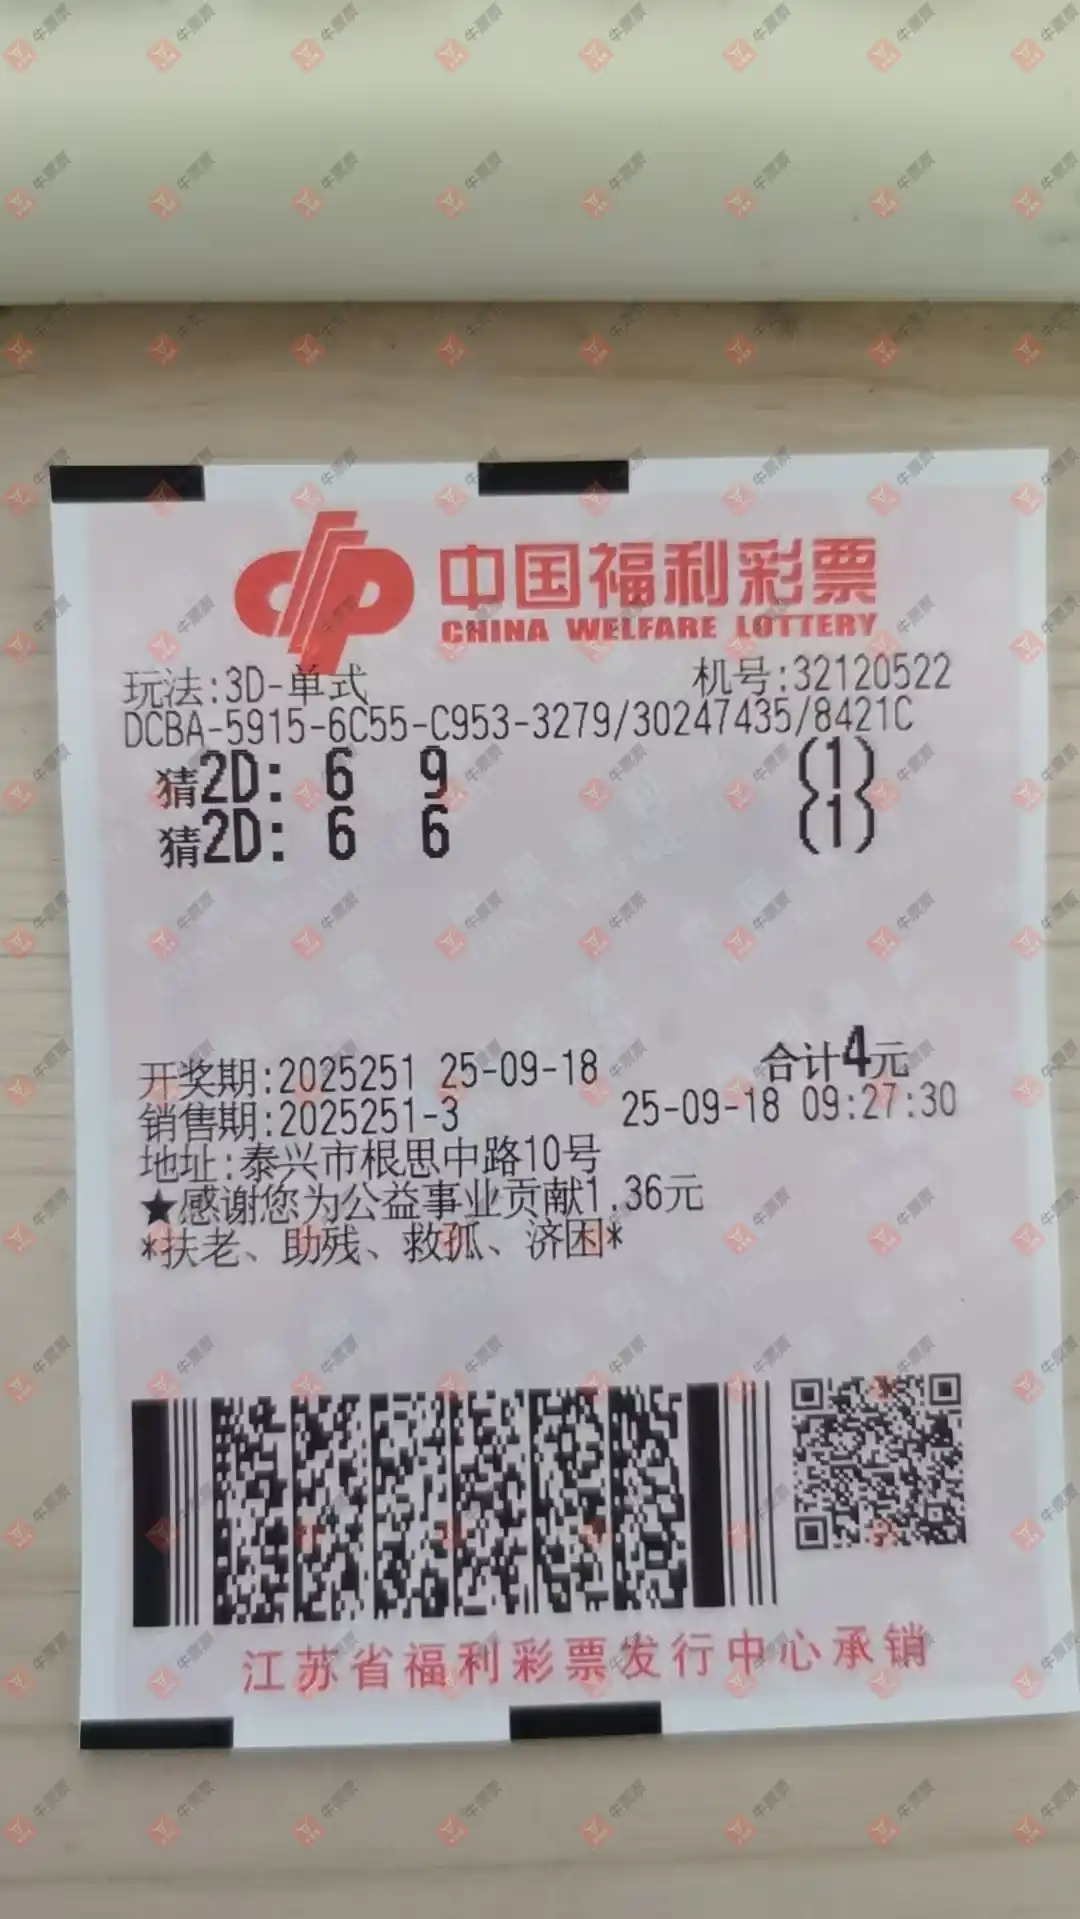 中国福利彩票
CHINA WELFARE LOTTERY
玩法:3D-单式 机号:32120522
DCBA-5915-6C55-C953-3279/30247435/8421C
猜2D: 6 9 (1)
猜2D: 6 6 (1)
开奖期:2025251 25-09-18 合计4元
销售期:2025251-3 25-09-18 09:27:30
地址:泰兴市根思中路10号
★感谢您为公益事业贡献1.36元
*扶老、助残、救孤、济困*
江苏省福利彩票发行中心承销
牛票票